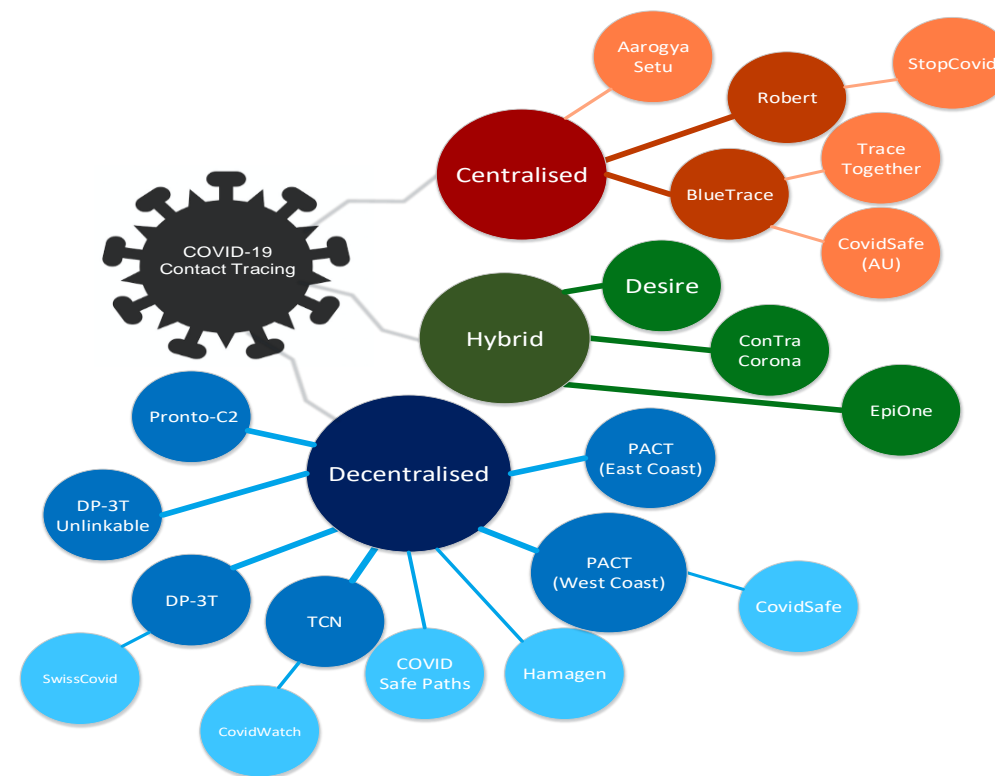 Aarogya
Setu
StopCovid
Robert
Trace
Together
Centralised
BlueTrace
CovidSafe
(AU)
COVID-19
Contact Tracing
Desire
Hybrid
ConTra
Corona
EpiOne
Pronto-C2
PACT
(East Coast)
Decentralised
DP-3T
Unlinkable
PACT
(West Coast)
DP-3T
CovidSafe
TCN
SwissCovid
COVID
Safe Paths
Hamagen
CovidWatch